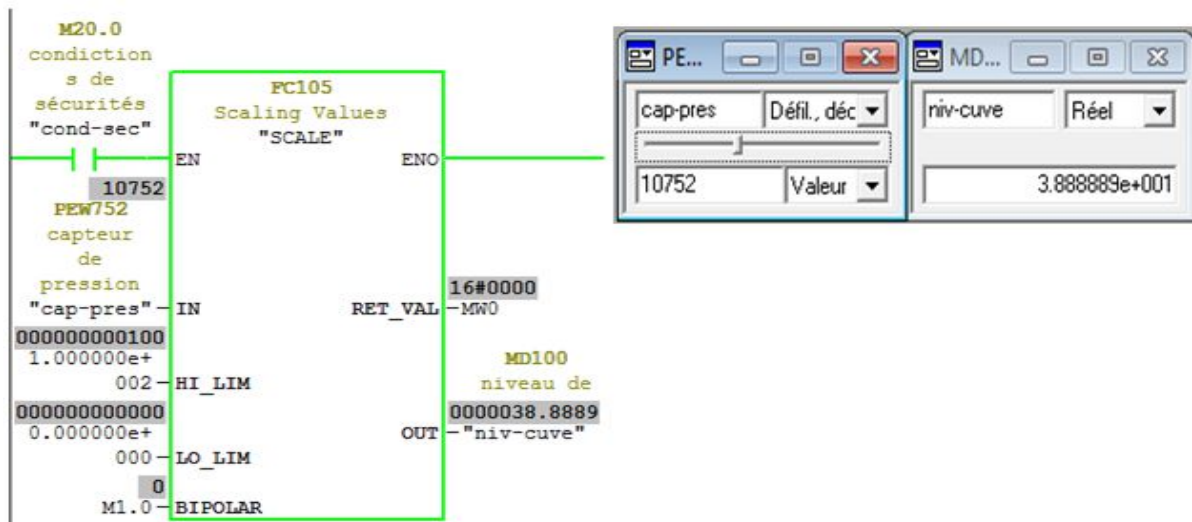 M20.0
condiction
s de
sécurités
"cond-sec"
FC105
Scaling Values
"SCALE"
EN
ENO
10752
PEW752
capteur
de
pression
"cap-pres"
IN
RET_VAL
16#0000
MW0
000000000100
1.000000e+
002
HI_LIM
MD100
niveau de
000000000000
0.000000e+
000
LO_LIM
0000038.8889
OUT
"niv-cuve"
0
M1.0
BIPOLAR
PE...
cap-pres
Défil., déc
10752
Valeur
MD...
niv-cuve
Réel
3.888889e+001